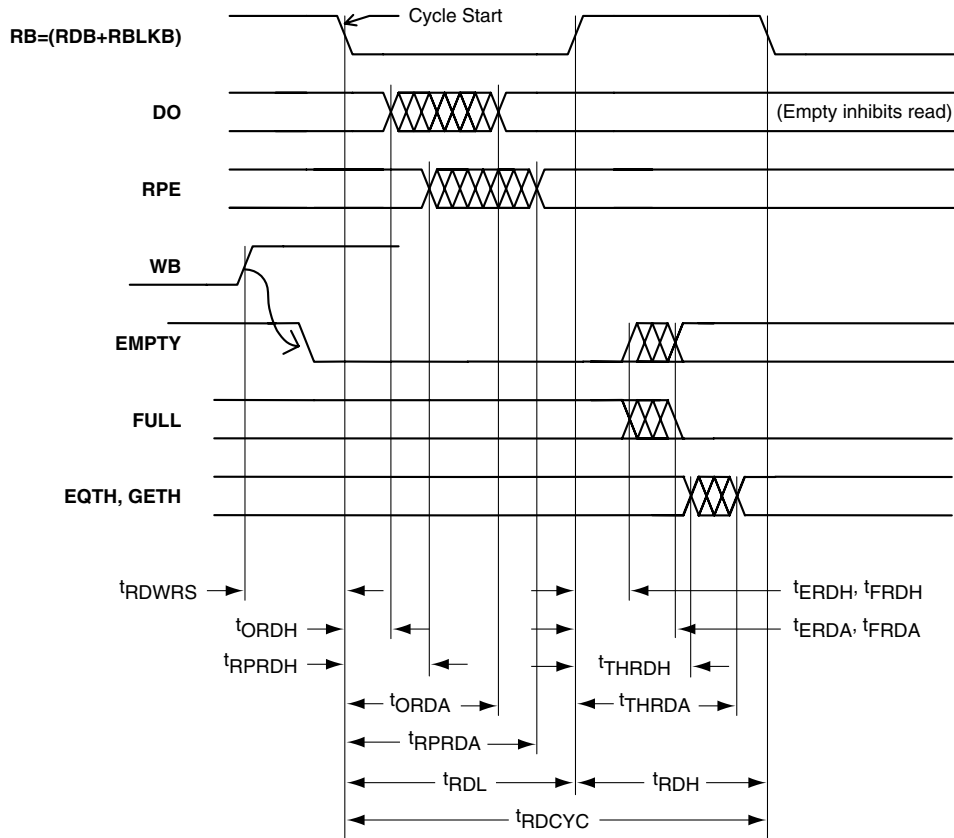 Cycle Start
RB=(RDB+RBLKB)
DO
(Empty inhibits read)
RPE
WB
EMPTY
FULL
EQTH, GETH
tRDWRS
tERDH, tFRDH
tORDH
tERDA, tFRDA
tRPRDH
tTHRDH
tORDA
tTHRDA
tRPRDA
tRDL
tRDH
tRDCYC